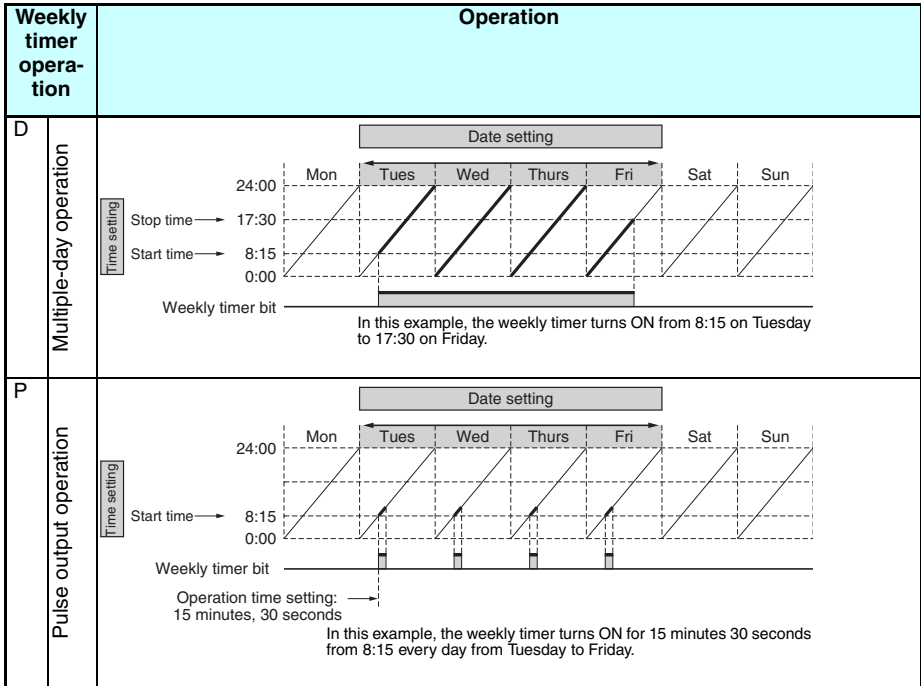 Weekly
timer
opera-
tion
Operation
D
Multiple-day operation
Date setting
Mon Tues Wed Thurs Fri Sat Sun
24:00
Time setting
Stop time 17:30
Start time 8:15
0:00
Weekly timer bit
In this example, the weekly timer turns ON from 8:15 on Tuesday
to 17:30 on Friday.
P
Pulse output operation
Date setting
Mon Tues Wed Thurs Fri Sat Sun
24:00
Time setting
Start time 8:15
0:00
Weekly timer bit
Operation time setting:
15 minutes, 30 seconds
In this example, the weekly timer turns ON for 15 minutes 30 seconds
from 8:15 every day from Tuesday to Friday.